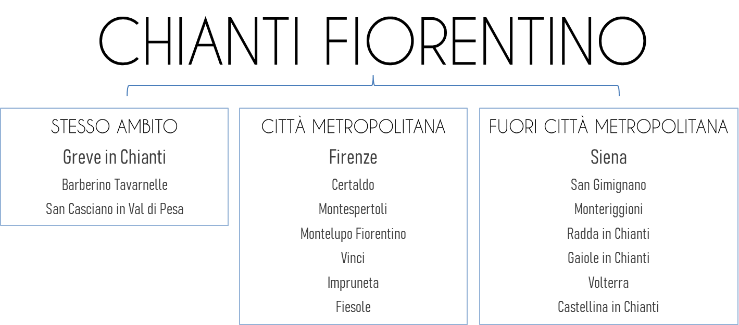 CHIANTI FIORENTINO
STESSO AMBITO
Greve in Chianti
Barberino Tavarnelle
San Casciano in Val di Pesa
CITTÀ METROPOLITANA
Firenze
Certaldo
Montespertoli
Montelupo Fiorentino
Vinci
Impruneta
Fiesole
FUORI CITTÀ METROPOLITANA
Siena
San Gimignano
Monteriggioni
Radda in Chianti
Gaiole in Chianti
Volterra
Castellina in Chianti